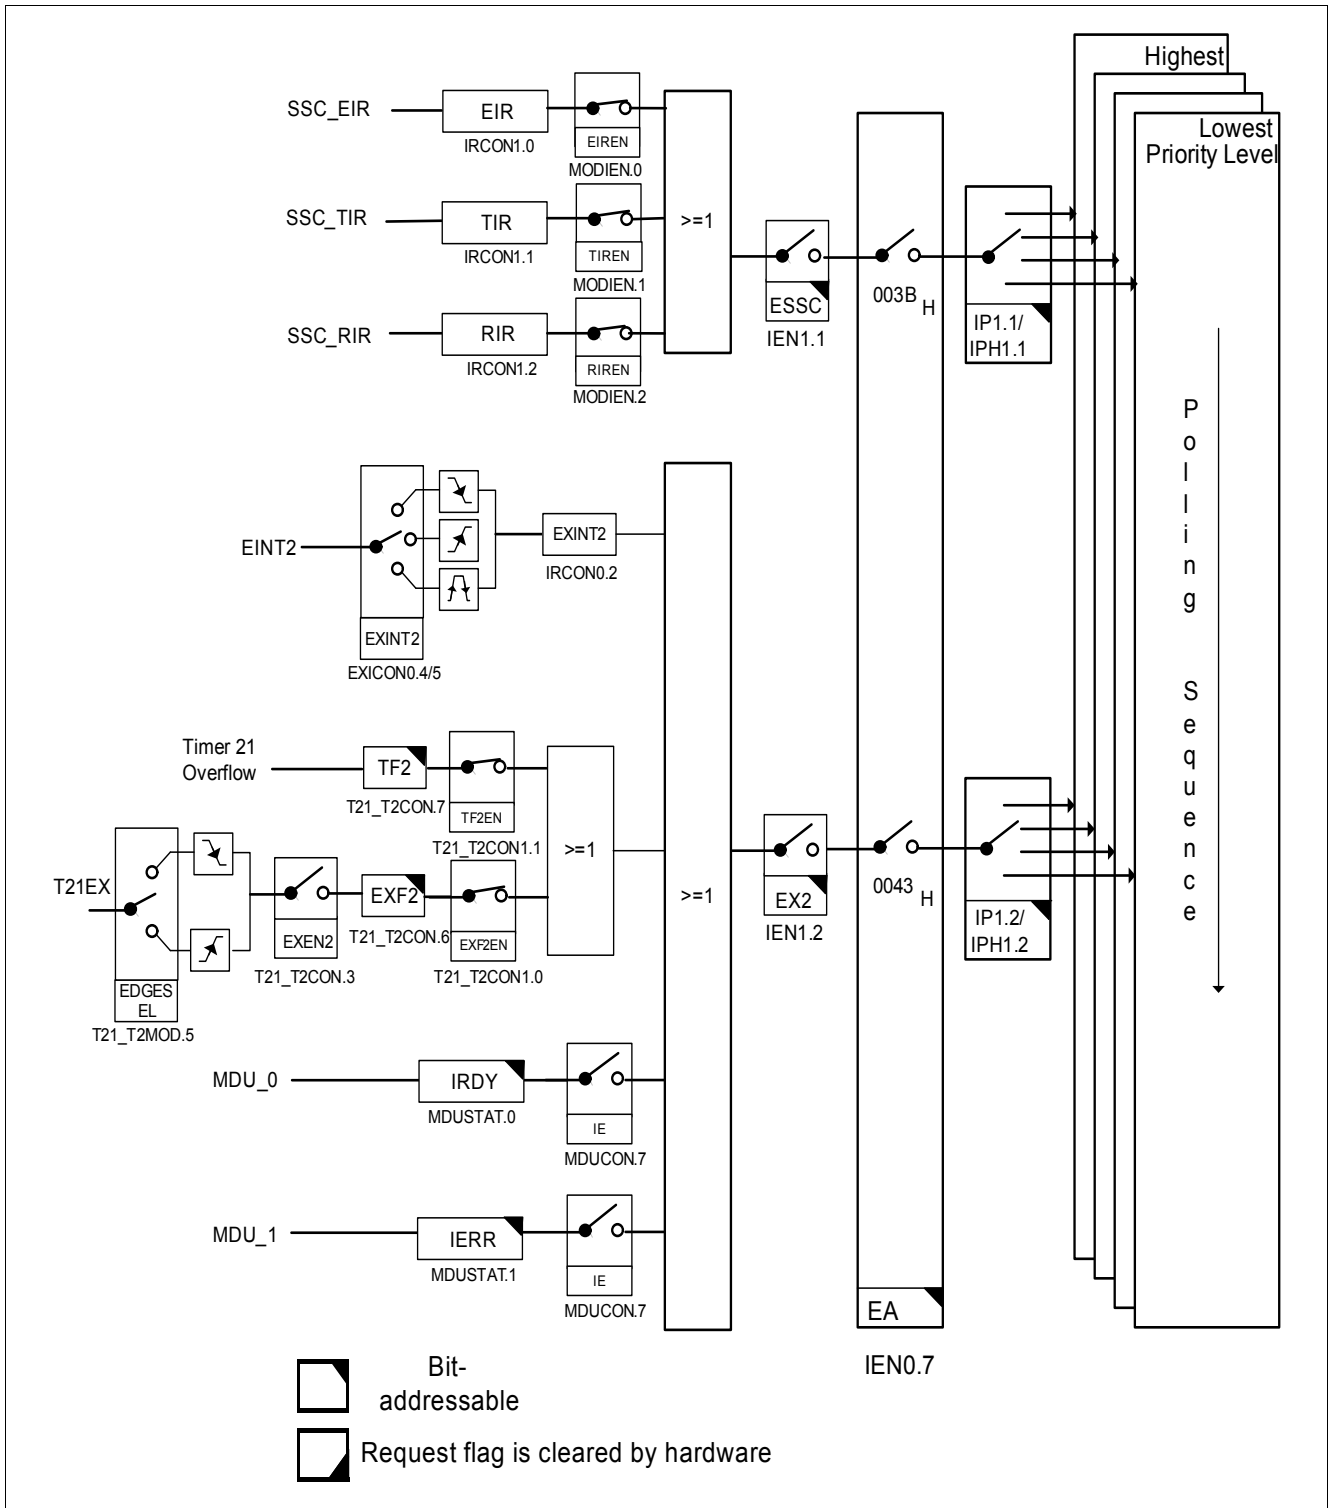 Highest
Lowest
Priority Level
SSC_EIR
EIR
IRCON1.0
EIREN
MODIEN.0
SSC_TIR
TIR
IRCON1.1
TIREN
MODIEN.1
SSC_RIR
RIR
IRCON1.2
RIREN
MODIEN.2
>=1
ESSC
IEN1.1
003B H
IP1.1/
IPH1.1
EINT2
EXINT2
EXICON0.4/5
EXINT2
IRCON0.2
Timer 21
Overflow
TF2
T21_T2CON.7
TF2EN
T21_T2CON1.1
T21EX
EDGES
EL
T21_T2MOD.5
EXEN2
T21_T2CON.3
EXF2
T21_T2CON.6
EXF2EN
T21_T2CON1.0
>=1
MDU_0
IRDY
MDUSTAT.0
IE
MDUCON.7
MDU_1
IERR
MDUSTAT.1
IE
MDUCON.7
>=1
EX2
IEN1.2
0043 H
IP1.2/
IPH1.2
EA
IEN0.7
Polling Sequence
Bit-
addressable
Request flag is cleared by hardware